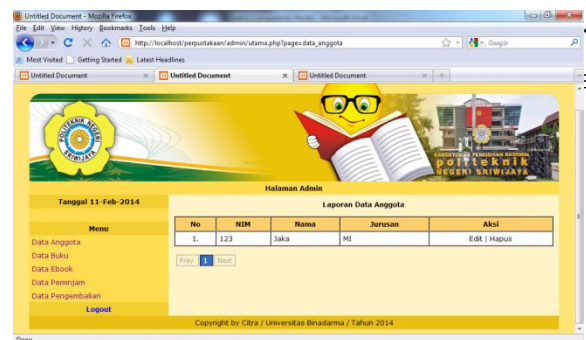 Untitled Document - Mozilla Firefox
File Edit View History Bookmarks Tools Help
http://localhost/perpustakaan/admin/utama.php?page=data_anggota
Google
Most Visited Getting Started Latest Headlines
Untitled Document
Untitled Document
Untitled Document
POLITEKNIK NEGERI
SRIWIJAYA
KEMENTERIAN PENDIDIKAN NASIONAL
politeknik
NEGERI SRIWIJAYA
Halaman Admin
Tanggal 11-Feb-2014
Menu
Data Anggota
Data Buku
Data Ebook
Data Peminjam
Data Pengembalian
Logout
Laporan Data Anggota
No NIM Nama Jurusan Aksi
1. 123 Jaka MI Edit | Hapus
Prev 1 Next
Copyright by Citra / Universitas Binadarma / Tahun 2014
Done